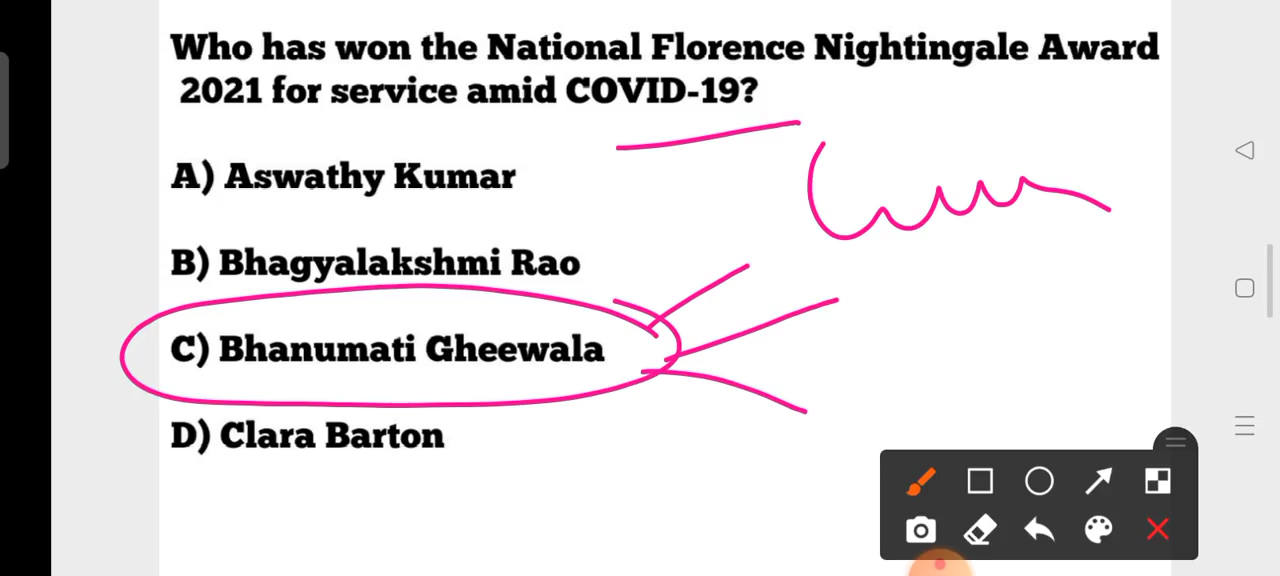 Who has won the National Florence Nightingale Award
2021 for service amid COVID-19?
A) Aswathy Kumar
B) Bhagyalakshmi Rao
C) Bhanumati Gheewala
D) Clara Barton